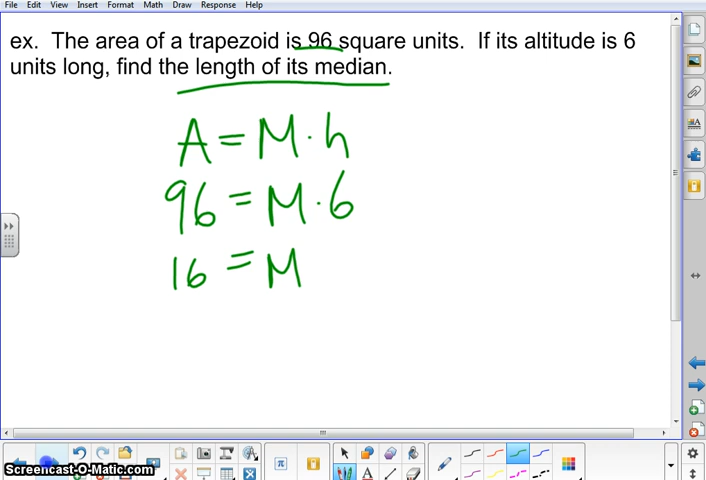 File Edit View Insert Format Math Draw Response Help
ex. The area of a trapezoid is 96 square units. If its altitude is 6
units long, find the length of its median.
A = M · h
96 = M · 6
16 = M
Screencast-O-Matic.com